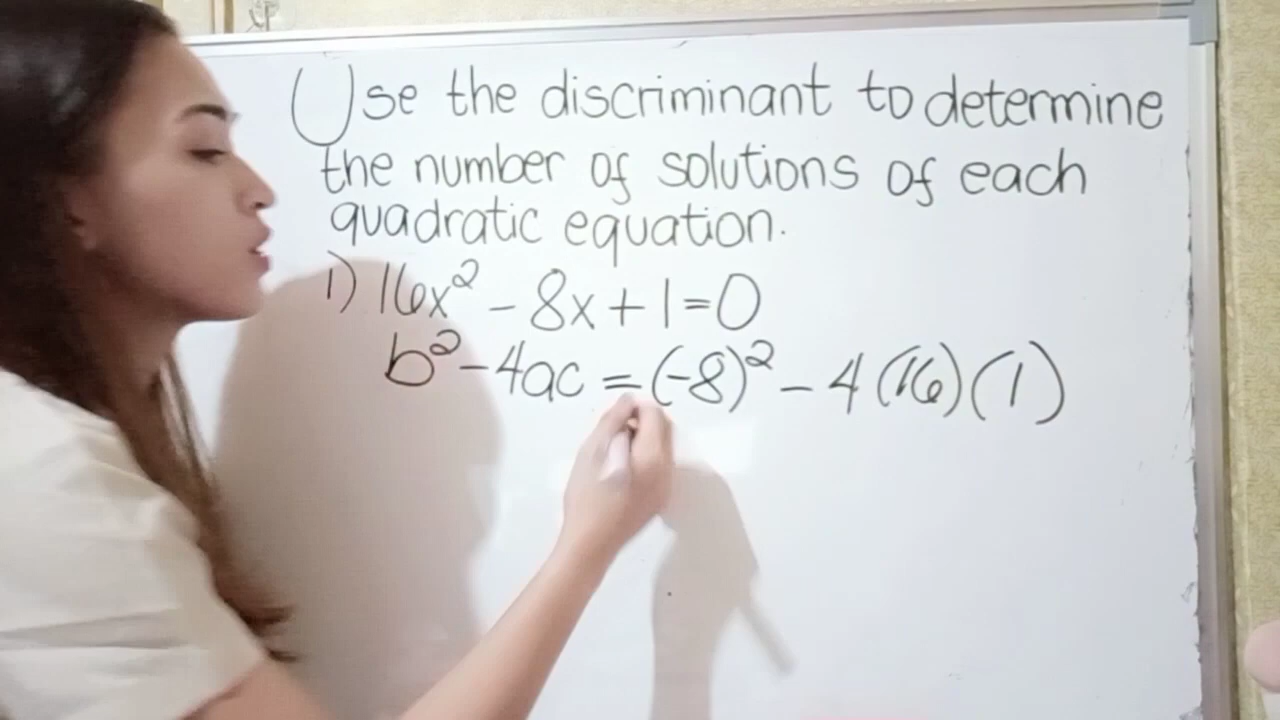 Use the discriminant to determine
the number of solutions of each
quadratic equation.
1) 16x² - 8x + 1 = 0
b² - 4ac = (-8)² - 4(16)(1)